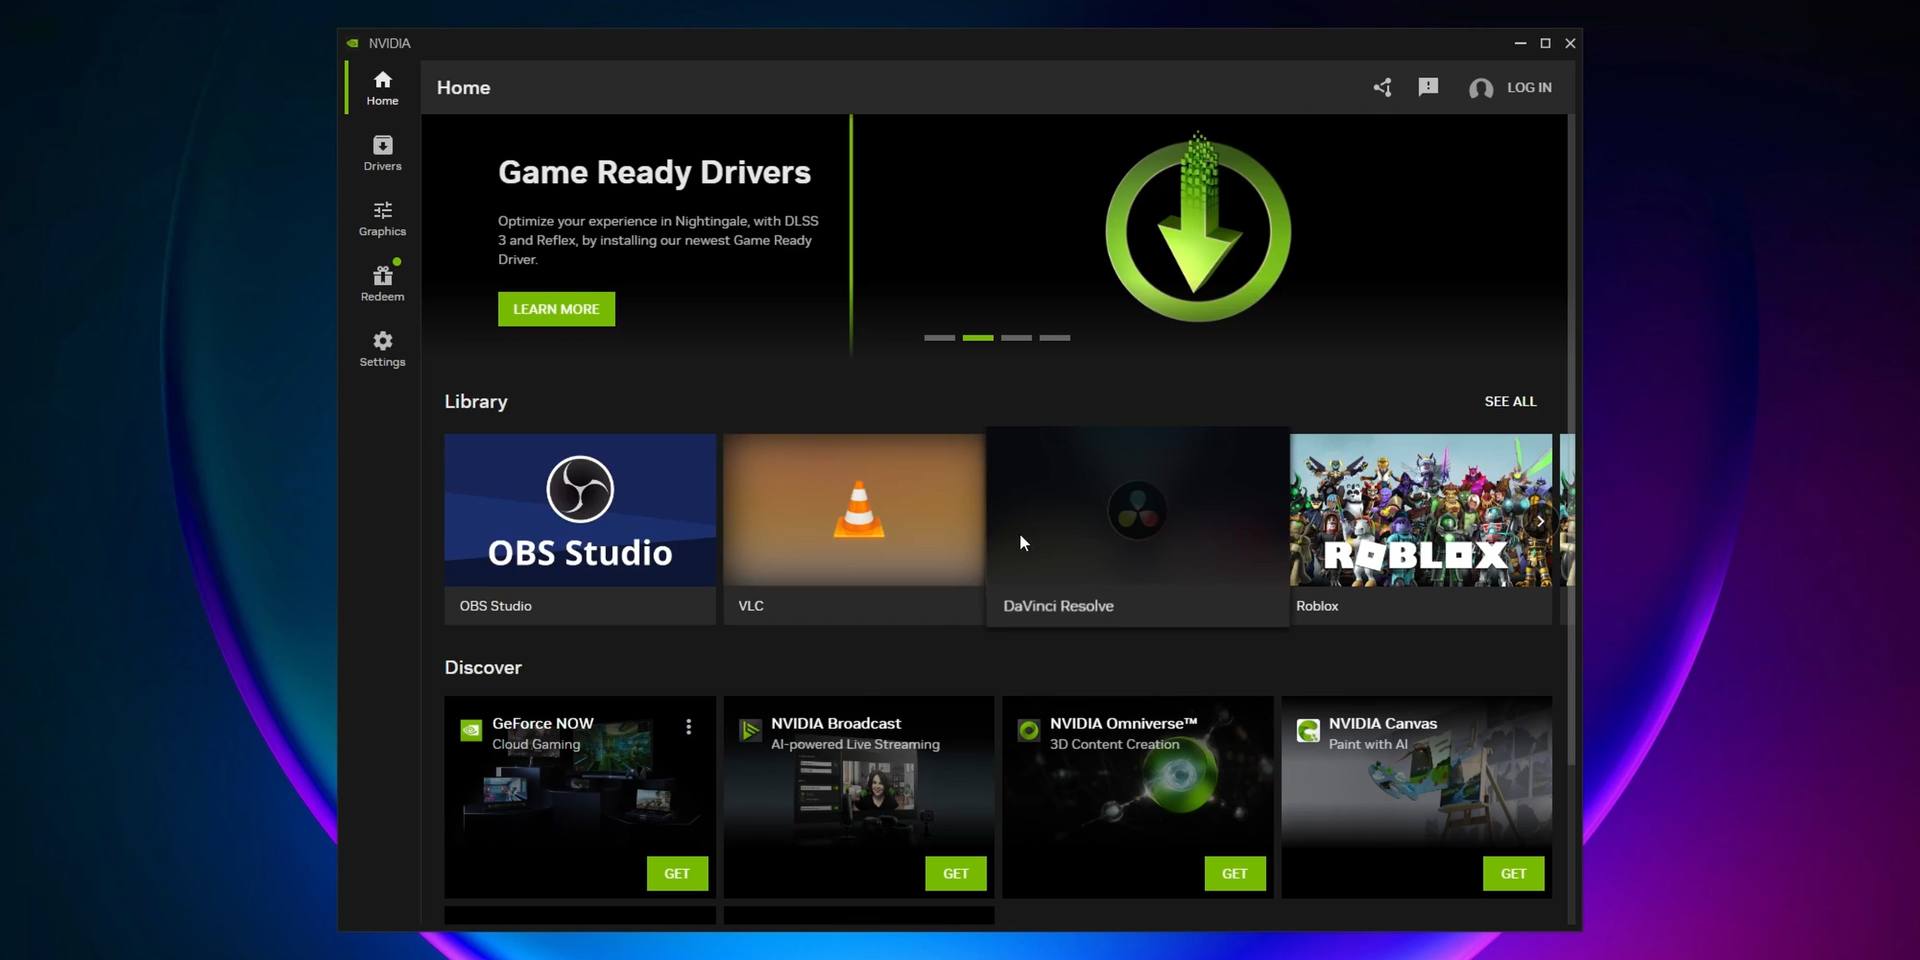 NVIDIA
Home
Home
LOG IN
Drivers
Graphics
Redeem
Settings
Game Ready Drivers
Optimize your experience in Nightingale, with DLSS
3 and Reflex, by installing our newest Game Ready
Driver.
LEARN MORE
Library
SEE ALL
OBS Studio
ROBLOX
OBS Studio
VLC
DaVinci Resolve
Roblox
Discover
GeForce NOW
Cloud Gaming
NVIDIA Broadcast
AI-powered Live Streaming
NVIDIA Omniverse™
3D Content Creation
NVIDIA Canvas
Paint with AI
GET
GET
GET
GET